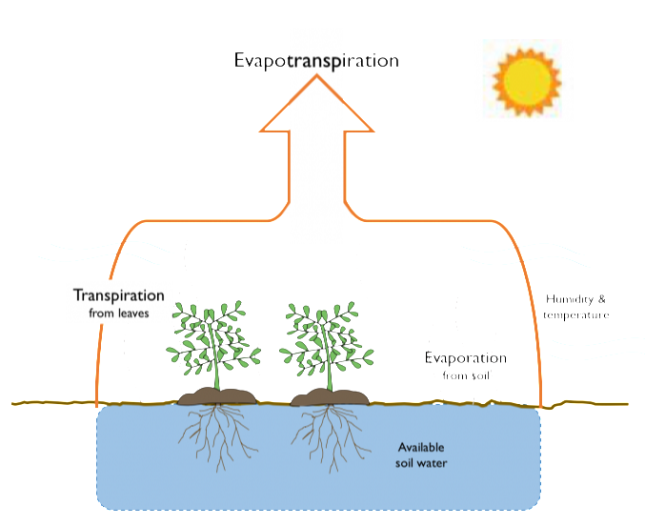 Evapotranspiration
Transpiration
from leaves
Humidity &
temperature
Evaporation
from soil
Available
soil water